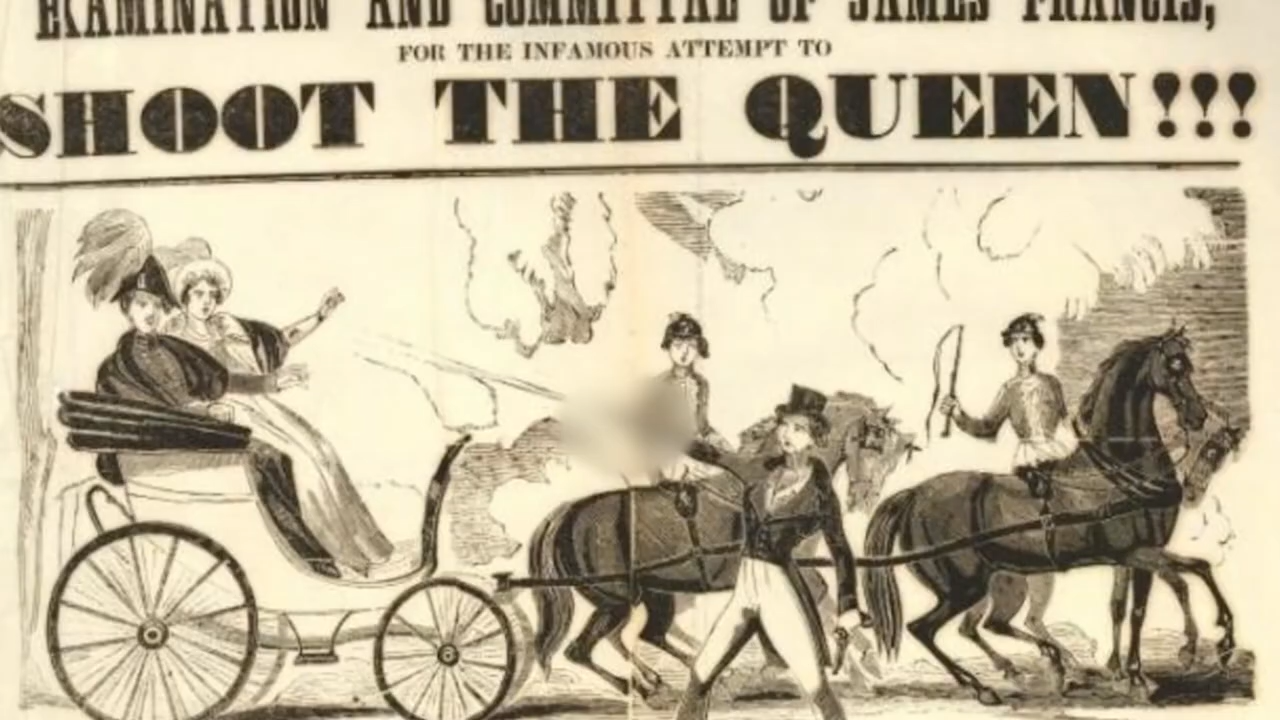 EXAMINATION AND COMMITTAL OF JAMES FRANCIS,
FOR THE INFAMOUS ATTEMPT TO
SHOOT THE QUEEN!!!